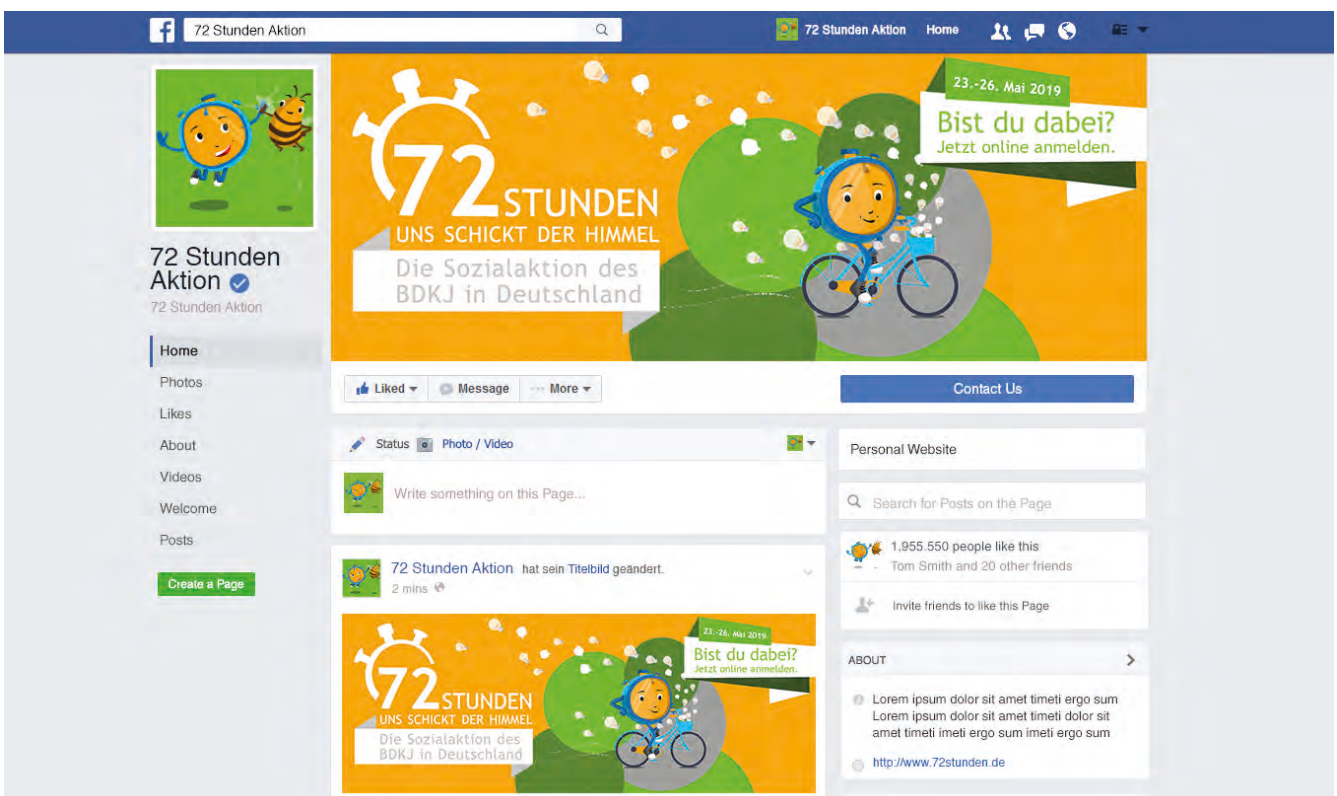 f
72 Stunden Aktion
72 Stunden Aktion
Home
23.-26. Mai 2019
Bist du dabei?
Jetzt online anmelden.
72 STUNDEN
UNS SCHICKT DER HIMMEL
Die Sozialaktion des
BDKJ in Deutschland
72 Stunden
Aktion
72 Stunden Aktion
Home
Photos
Likes
About
Videos
Welcome
Posts
Create a Page
Liked
Message
··· More
Contact Us
Status
Photo / Video
Write something on this Page...
72 Stunden Aktion hat sein Titelbild geändert.
2 mins
23.-26. Mai 2019
Bist du dabei?
Jetzt online anmelden.
72 STUNDEN
UNS SCHICKT DER HIMMEL
Die Sozialaktion des
BDKJ in Deutschland
Personal Website
Search for Posts on the Page
1,955.550 people like this
Tom Smith and 20 other friends
Invite friends to like this Page
ABOUT
Lorem ipsum dolor sit amet timeti ergo sum
Lorem ipsum dolor sit amet timeti dolor sit
amet timeti imeti ergo sum imeti ergo sum
http://www.72stunden.de